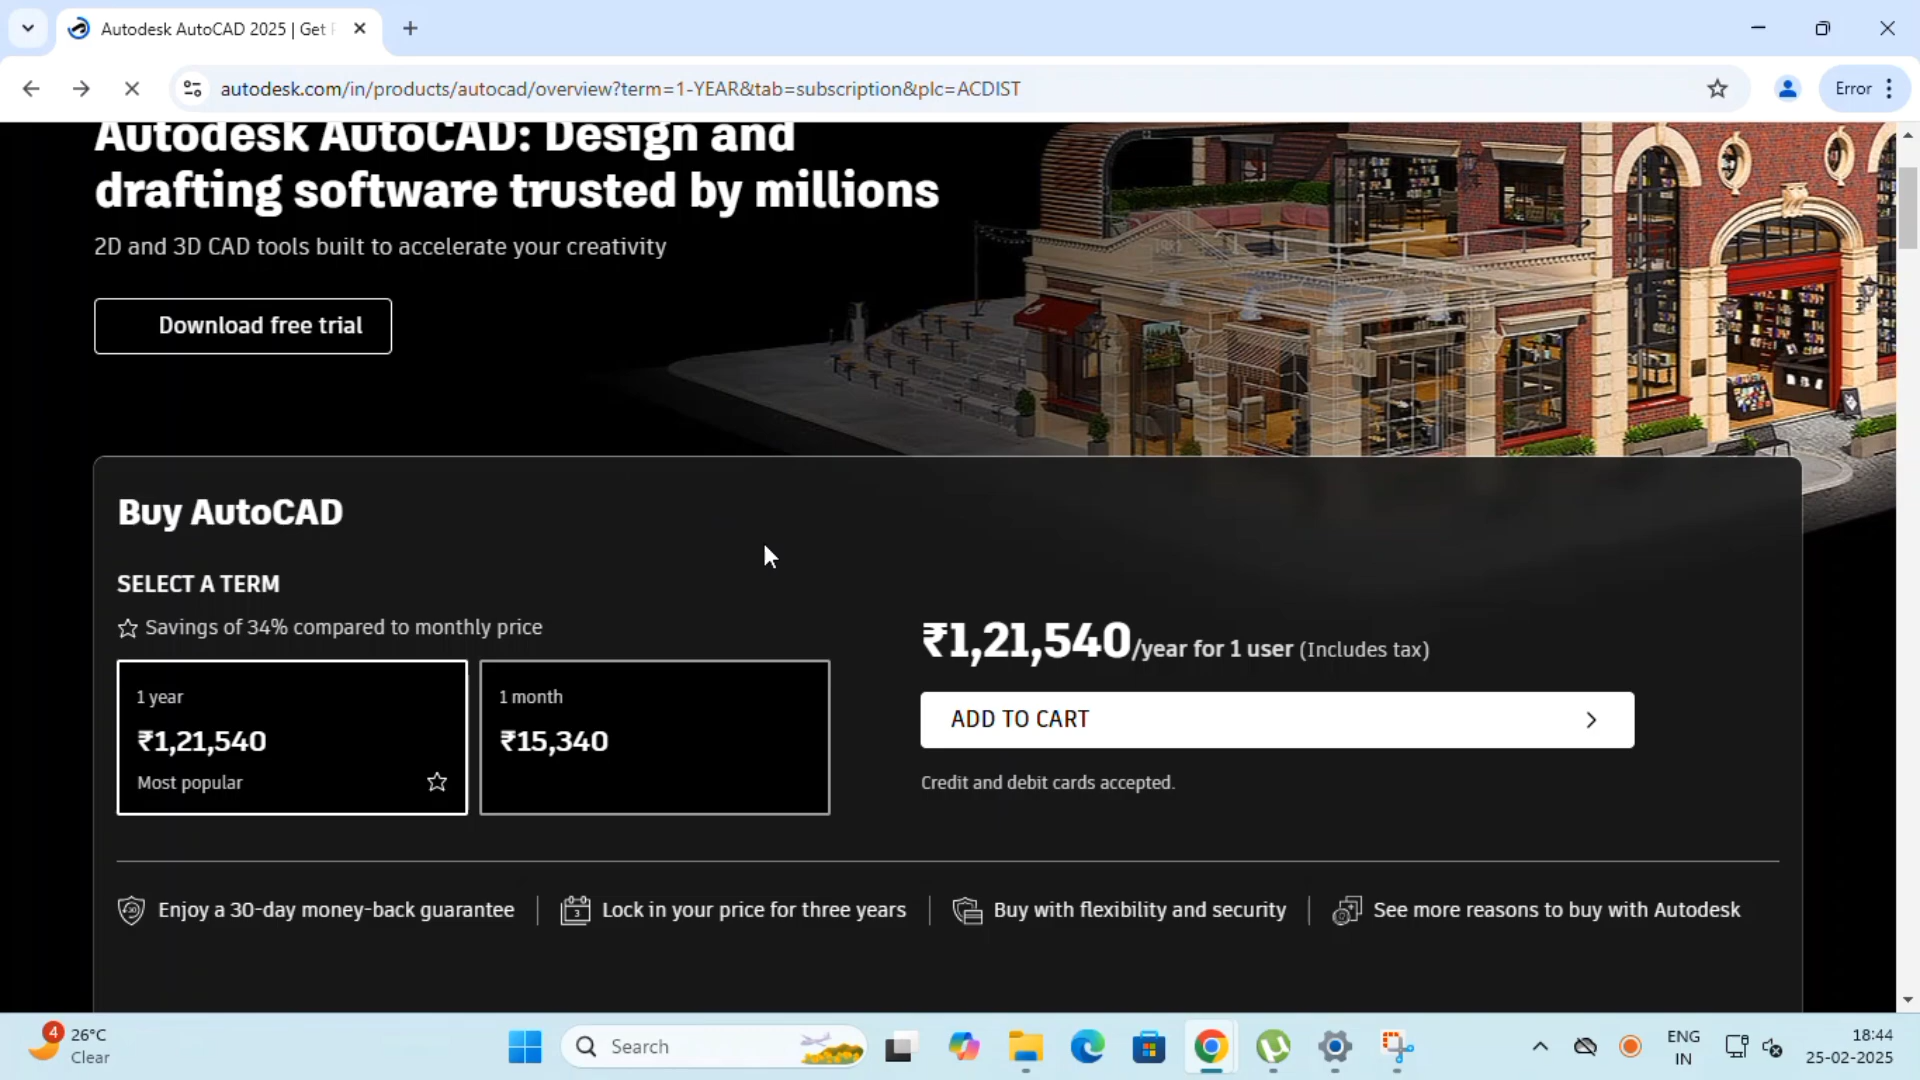 Autodesk AutoCAD 2025 | Get
autodesk.com/in/products/autocad/overview?term=1-YEAR&tab=subscription&plc=ACDIST
Error
Autodesk AutoCAD: Design and
drafting software trusted by millions
2D and 3D CAD tools built to accelerate your creativity
Download free trial
Buy AutoCAD
SELECT A TERM
Savings of 34% compared to monthly price
1 year
₹1,21,540
Most popular
1 month
₹15,340
₹1,21,540/year for 1 user (Includes tax)
ADD TO CART
Credit and debit cards accepted.
Enjoy a 30-day money-back guarantee
Lock in your price for three years
Buy with flexibility and security
See more reasons to buy with Autodesk
4
26°C
Clear
Search
ENG
IN
18:44
25-02-2025